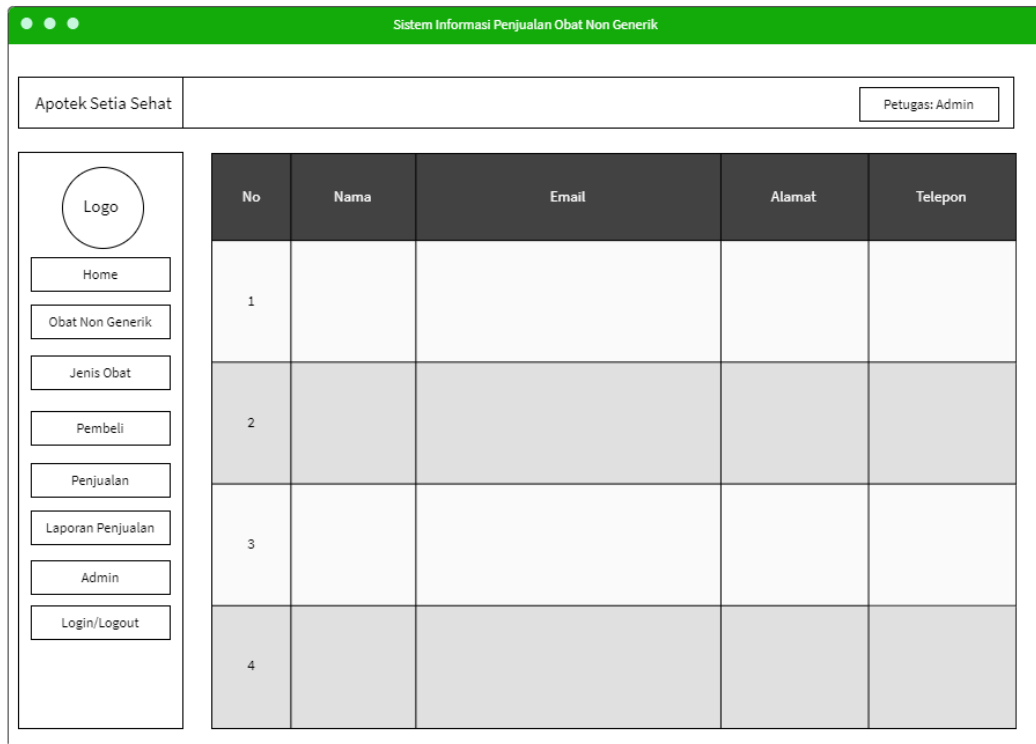 Sistem Informasi Penjualan Obat Non Generik
Apotek Setia Sehat
Petugas: Admin
Logo
Home
Obat Non Generik
Jenis Obat
Pembeli
Penjualan
Laporan Penjualan
Admin
Login/Logout
No Nama Email Alamat Telepon
1
2
3
4